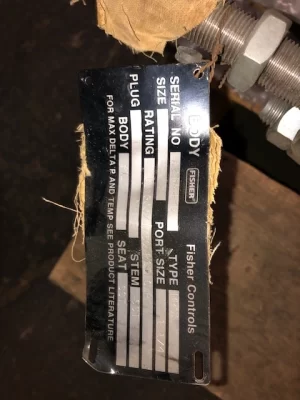 BODY FISHER Fisher Controls
SERIAL NO TYPE
SIZE PORT SIZE
RATING
PLUG STEM
BODY SEAT
FOR MAX DELTA P AND TEMP SEE PRODUCT LITERATURE